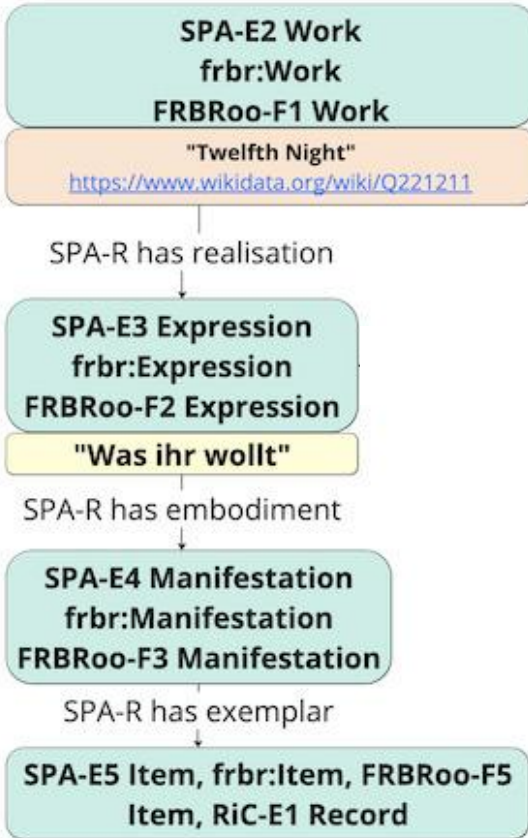 SPA-E2 Work
frbr:Work
FRBRoo-F1 Work
"Twelfth Night"
https://www.wikidata.org/wiki/Q221211
SPA-R has realisation
SPA-E3 Expression
frbr:Expression
FRBRoo-F2 Expression
"Was ihr wollt"
SPA-R has embodiment
SPA-E4 Manifestation
frbr:Manifestation
FRBRoo-F3 Manifestation
SPA-R has exemplar
SPA-E5 Item, frbr:Item, FRBRoo-F5
Item, RiC-E1 Record